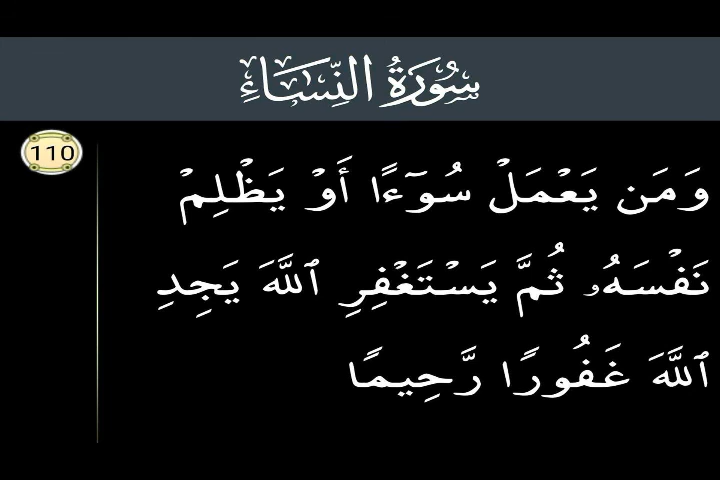 سُورَةُ النِّسَاءِ
110
وَمَن يَعْمَلْ سُوٓءًا أَوْ يَظْلِمْ
نَفْسَهُۥ ثُمَّ يَسْتَغْفِرِ ٱللَّهَ يَجِدِ
ٱللَّهَ غَفُورًا رَّحِيمًا